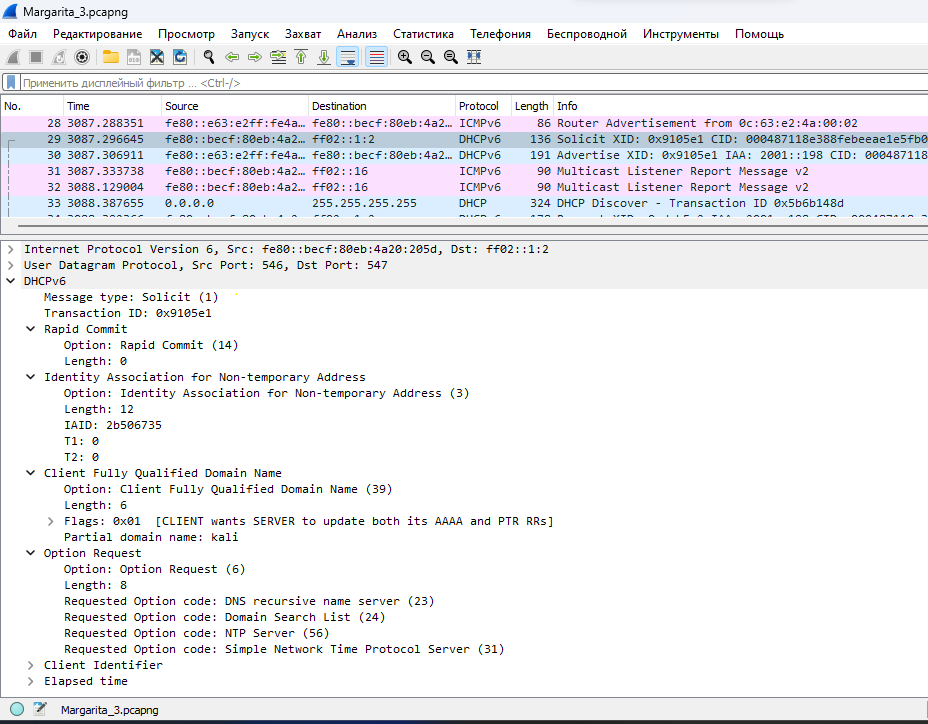 Margarita_3.pcapng
Файл Редактирование Просмотр Запуск Захват Анализ Статистика Телефония Беспроводной Инструменты Помощь
Применить дисплейный фильтр ... <Ctrl-/>
No. Time Source Destination Protocol Length Info
28 3087.288351 fe80::e63:e2ff:fe4a… fe80::becf:80eb:4a2… ICMPv6 86 Router Advertisement from 0c:63:e2:4a:00:02
29 3087.296645 fe80::becf:80eb:4a2… ff02::1:2 DHCPv6 136 Solicit XID: 0x9105e1 CID: 000487118e388febeeae1e5fb0
30 3087.306911 fe80::e63:e2ff:fe4a… fe80::becf:80eb:4a2… DHCPv6 191 Advertise XID: 0x9105e1 IAA: 2001::198 CID: 000487118
31 3087.333738 fe80::becf:80eb:4a2… ff02::16 ICMPv6 90 Multicast Listener Report Message v2
32 3088.129004 fe80::becf:80eb:4a2… ff02::16 ICMPv6 90 Multicast Listener Report Message v2
33 3088.387655 0.0.0.0 255.255.255.255 DHCP 324 DHCP Discover - Transaction ID 0x5b6b148d
Internet Protocol Version 6, Src: fe80::becf:80eb:4a20:205d, Dst: ff02::1:2
User Datagram Protocol, Src Port: 546, Dst Port: 547
DHCPv6
Message type: Solicit (1)
Transaction ID: 0x9105e1
Rapid Commit
Option: Rapid Commit (14)
Length: 0
Identity Association for Non-temporary Address
Option: Identity Association for Non-temporary Address (3)
Length: 12
IAID: 2b506735
T1: 0
T2: 0
Client Fully Qualified Domain Name
Option: Client Fully Qualified Domain Name (39)
Length: 6
Flags: 0x01 [CLIENT wants SERVER to update both its AAAA and PTR RRs]
Partial domain name: kali
Option Request
Option: Option Request (6)
Length: 8
Requested Option code: DNS recursive name server (23)
Requested Option code: Domain Search List (24)
Requested Option code: NTP Server (56)
Requested Option code: Simple Network Time Protocol Server (31)
Client Identifier
Elapsed time
Margarita_3.pcapng